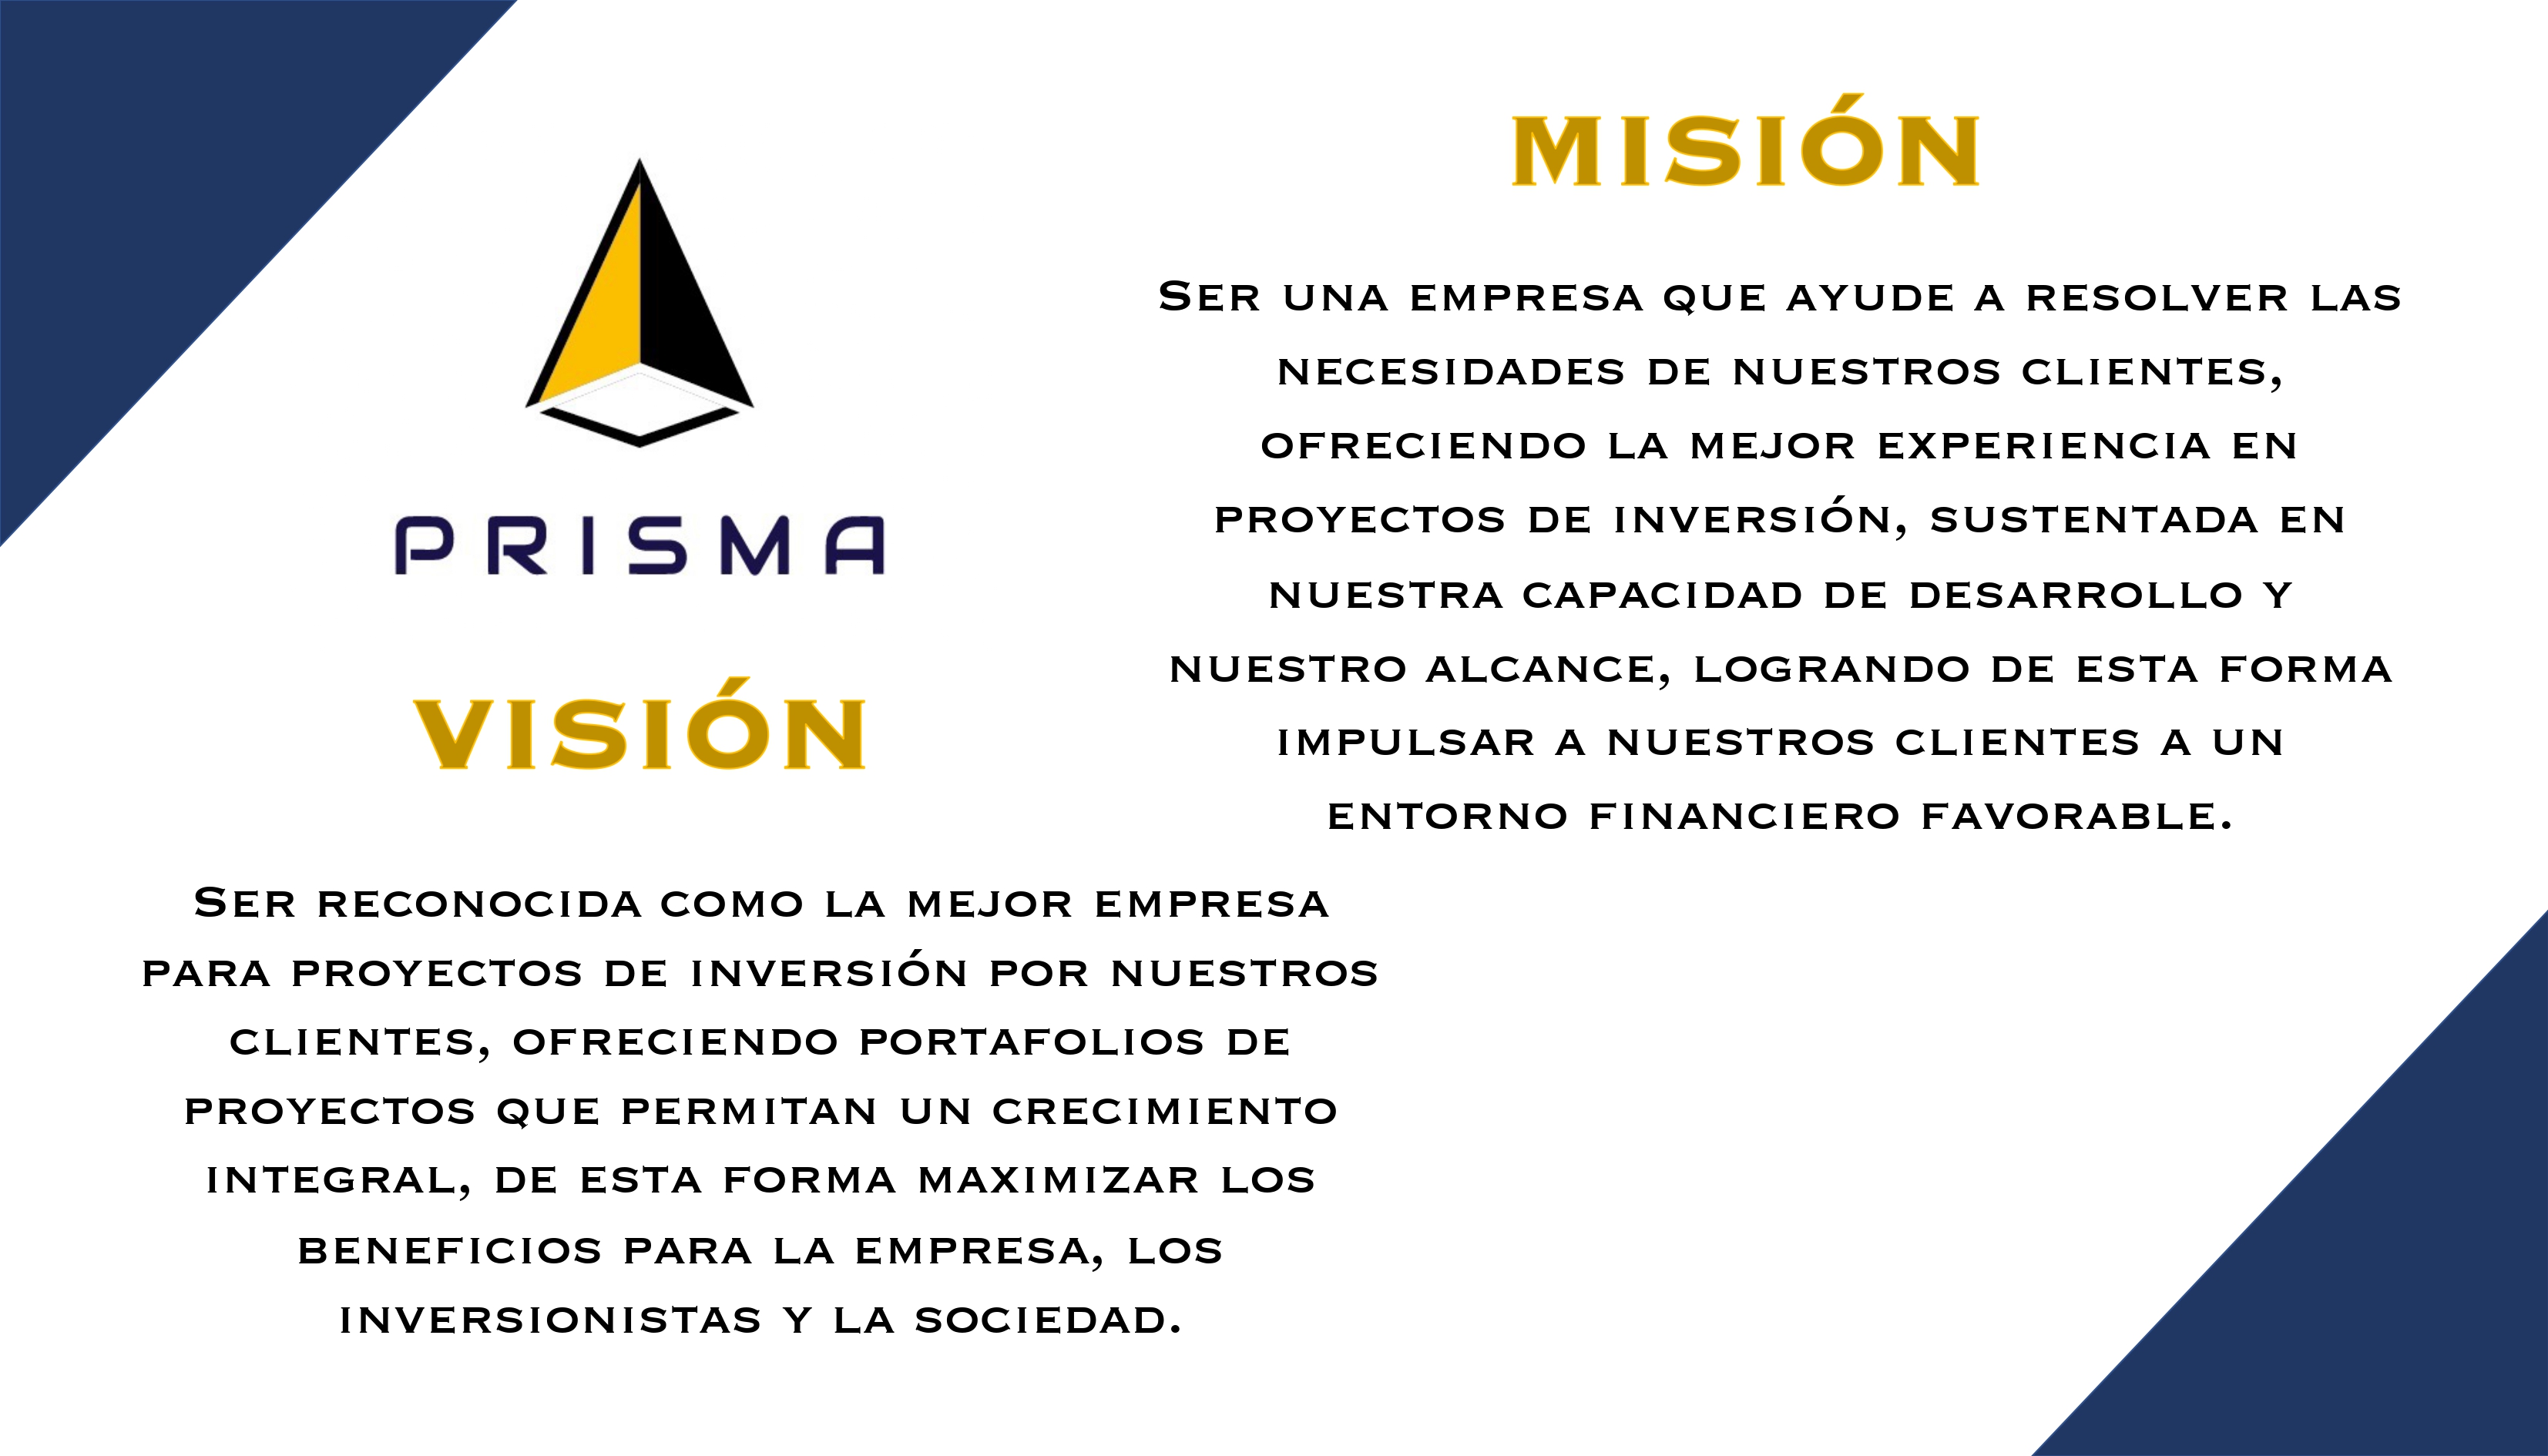 PRISMA
MISIÓN
Ser una empresa que ayude a resolver las
necesidades de nuestros clientes,
ofreciendo la mejor experiencia en
proyectos de inversión, sustentada en
nuestra capacidad de desarrollo y
nuestro alcance, logrando de esta forma
impulsar a nuestros clientes a un
entorno financiero favorable.
VISIÓN
Ser reconocida como la mejor empresa
para proyectos de inversión por nuestros
clientes, ofreciendo portafolios de
proyectos que permitan un crecimiento
integral, de esta forma maximizar los
beneficios para la empresa, los
inversionistas y la sociedad.